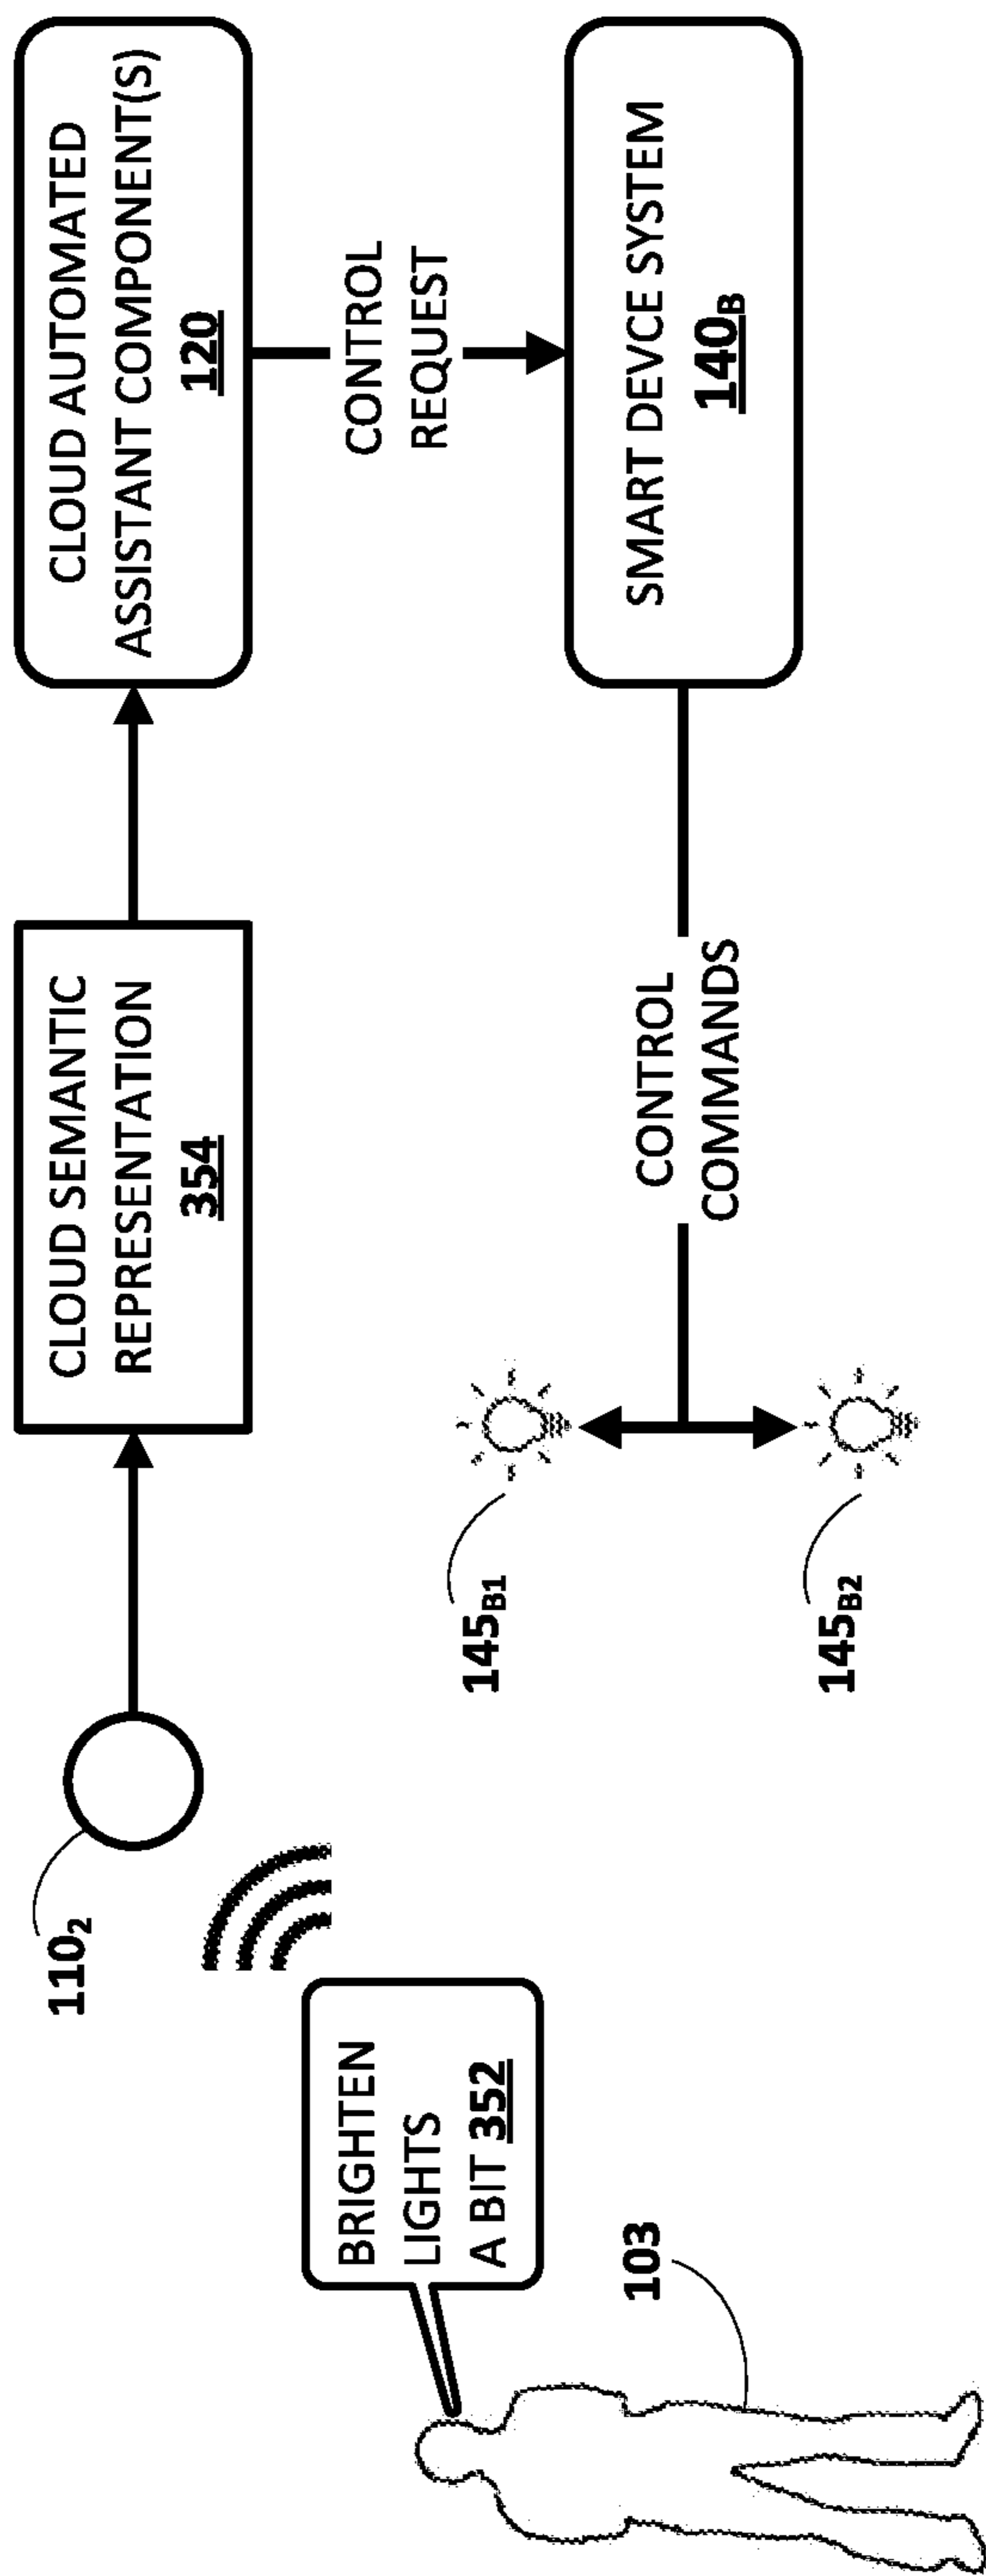 110₂
CLOUD SEMANTIC
REPRESENTATION
354
CLOUD AUTOMATED
ASSISTANT COMPONENT(S)
120
BRIGHTEN
LIGHTS
A BIT 352
CONTROL
REQUEST
103
145B1
145B2
CONTROL
COMMANDS
SMART DEVCE SYSTEM
140B